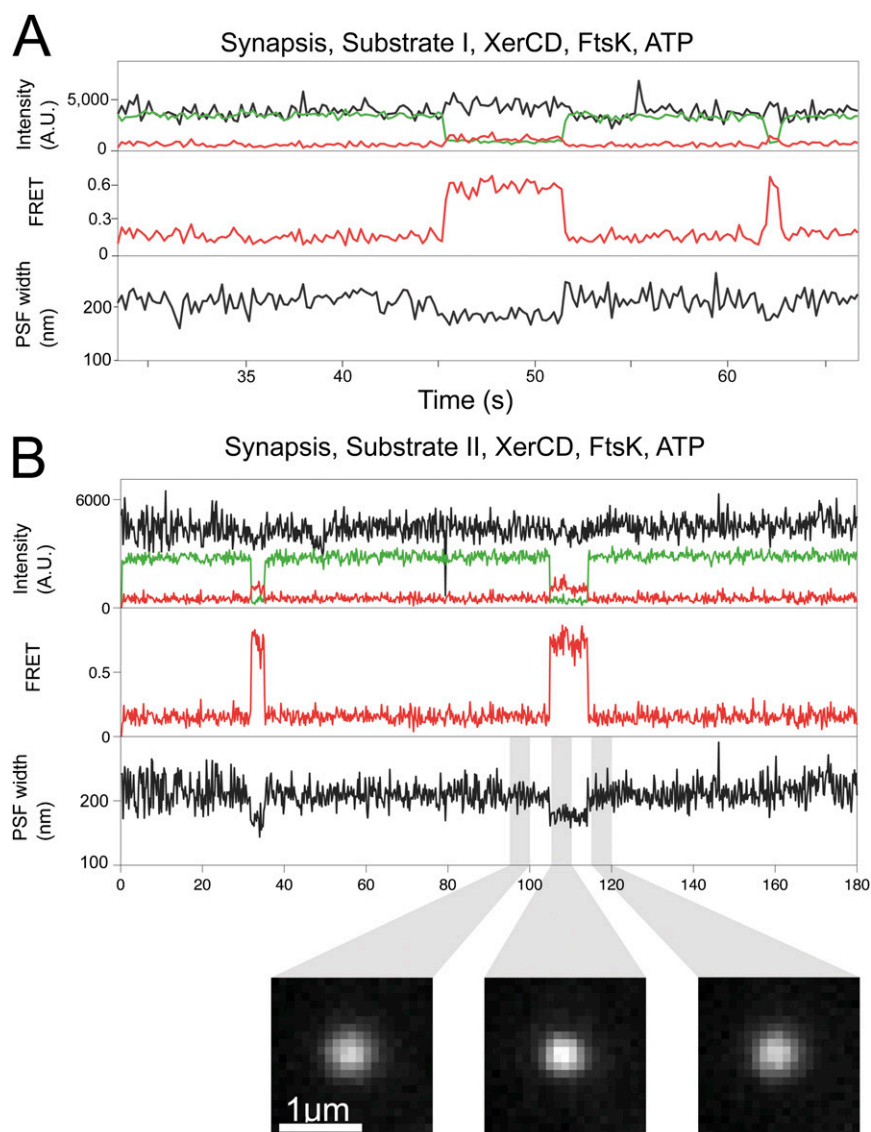 A
Synapsis, Substrate I, XerCD, FtsK, ATP
Intensity
(A.U.)
5,000
0
FRET
0.6
0.3
0
PSF width
(nm)
200
100
35 40 50 60
Time (s)
B
Synapsis, Substrate II, XerCD, FtsK, ATP
Intensity
(A.U.)
6000
0
FRET
0.5
0
PSF width
(nm)
200
100
0 20 40 60 80 100 120 140 160 180
1µm